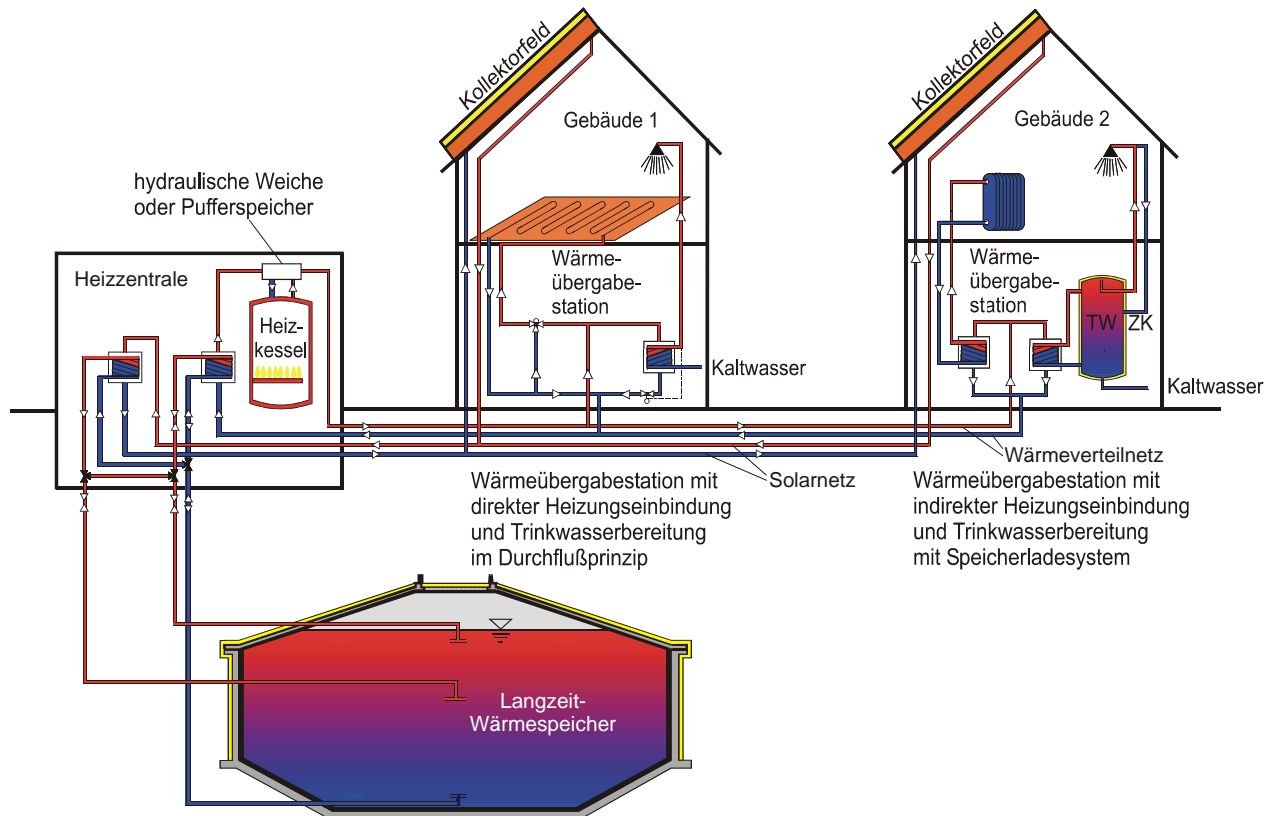 Kollektorfeld
Gebäude 1
Kollektorfeld
Gebäude 2
hydraulische Weiche
oder Pufferspeicher
Heizzentrale
Heiz-
kessel
Wärme-
übergabe-
station
Kaltwasser
Wärme-
übergabe-
station
TW
ZK
Kaltwasser
Wärmeverteilnetz
Solarnetz
Wärmeübergabestation mit
direkter Heizungseinbindung
und Trinkwasserbereitung
im Durchflußprinzip
Wärmeübergabestation mit
indirekter Heizungseinbindung
und Trinkwasserbereitung
mit Speicherladesystem
Langzeit-
Wärmespeicher